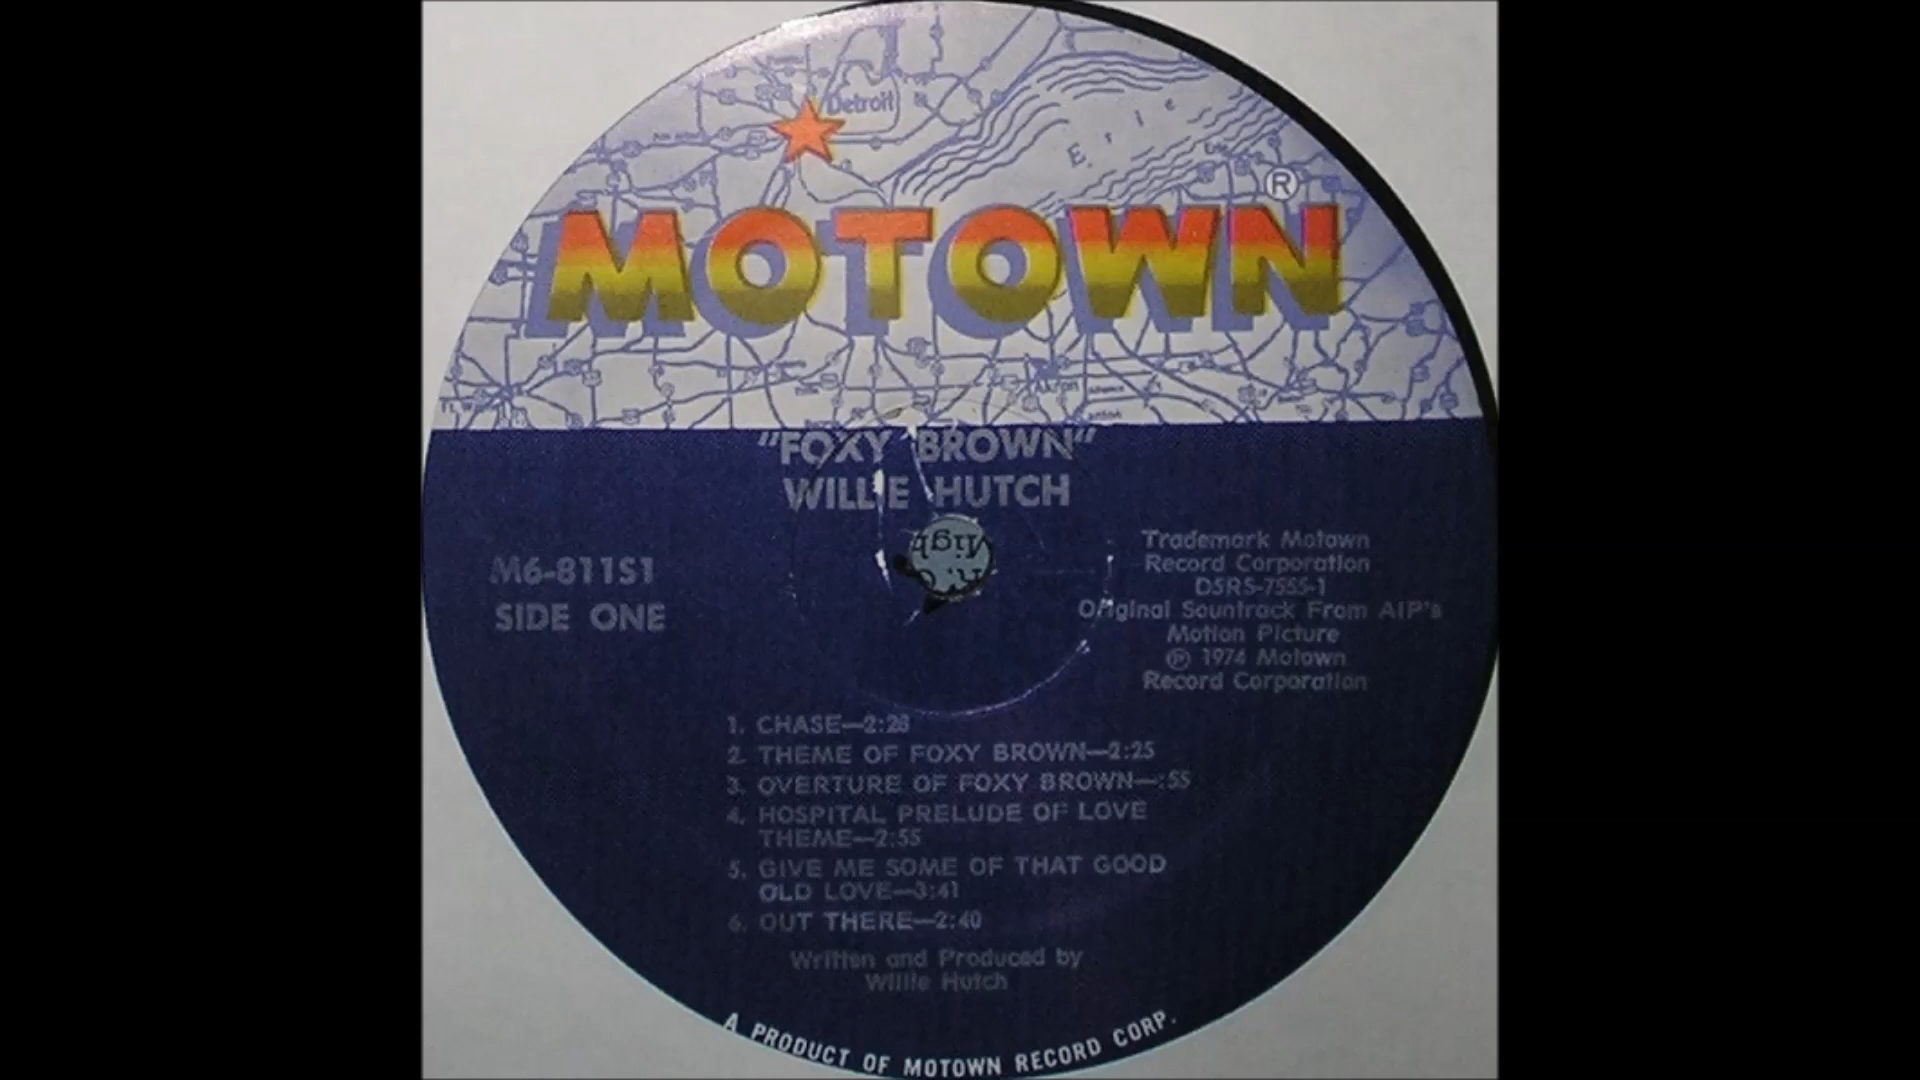 Detroit
Erie
MOTOWN®
Akron
"FOXY BROWN"
WILLIE HUTCH
M6-811S1
SIDE ONE
Trademark Motown
Record Corporation
D5RS-7555-1
Original Sountrack From AIP's
Motion Picture
℗ 1974 Motown
Record Corporation
1. CHASE—2:28
2. THEME OF FOXY BROWN—2:25
3. OVERTURE OF FOXY BROWN—:55
4. HOSPITAL PRELUDE OF LOVE
THEME—2:55
5. GIVE ME SOME OF THAT GOOD
OLD LOVE—3:41
6. OUT THERE—2:40
Written and Produced by
Willie Hutch
A PRODUCT OF MOTOWN RECORD CORP.